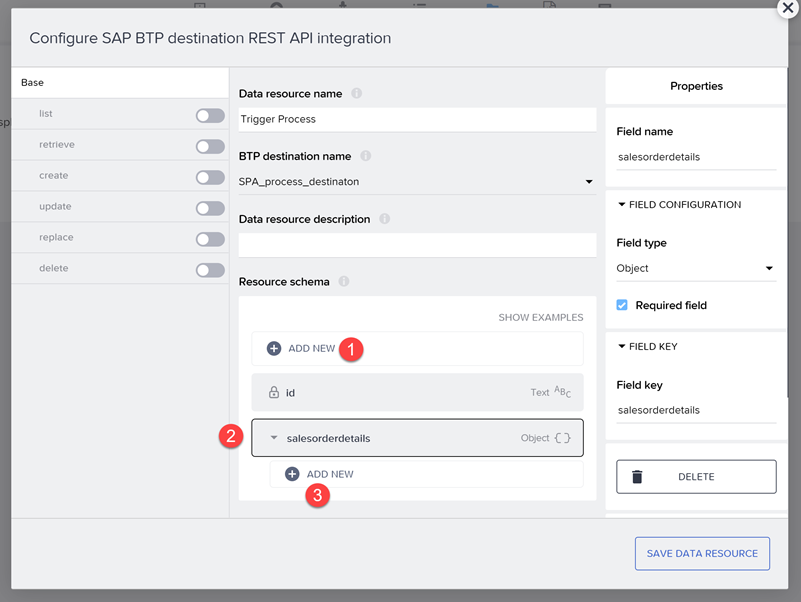 Configure SAP BTP destination REST API integration
Base
list
retrieve
create
update
replace
delete
Data resource name
Trigger Process
BTP destination name
SPA_process_destinaton
Data resource description
Resource schema
SHOW EXAMPLES
ADD NEW 1
id Text ABC
2 salesorderdetails Object { }
ADD NEW
3
Properties
Field name
salesorderdetails
FIELD CONFIGURATION
Field type
Object
Required field
FIELD KEY
Field key
salesorderdetails
DELETE
SAVE DATA RESOURCE